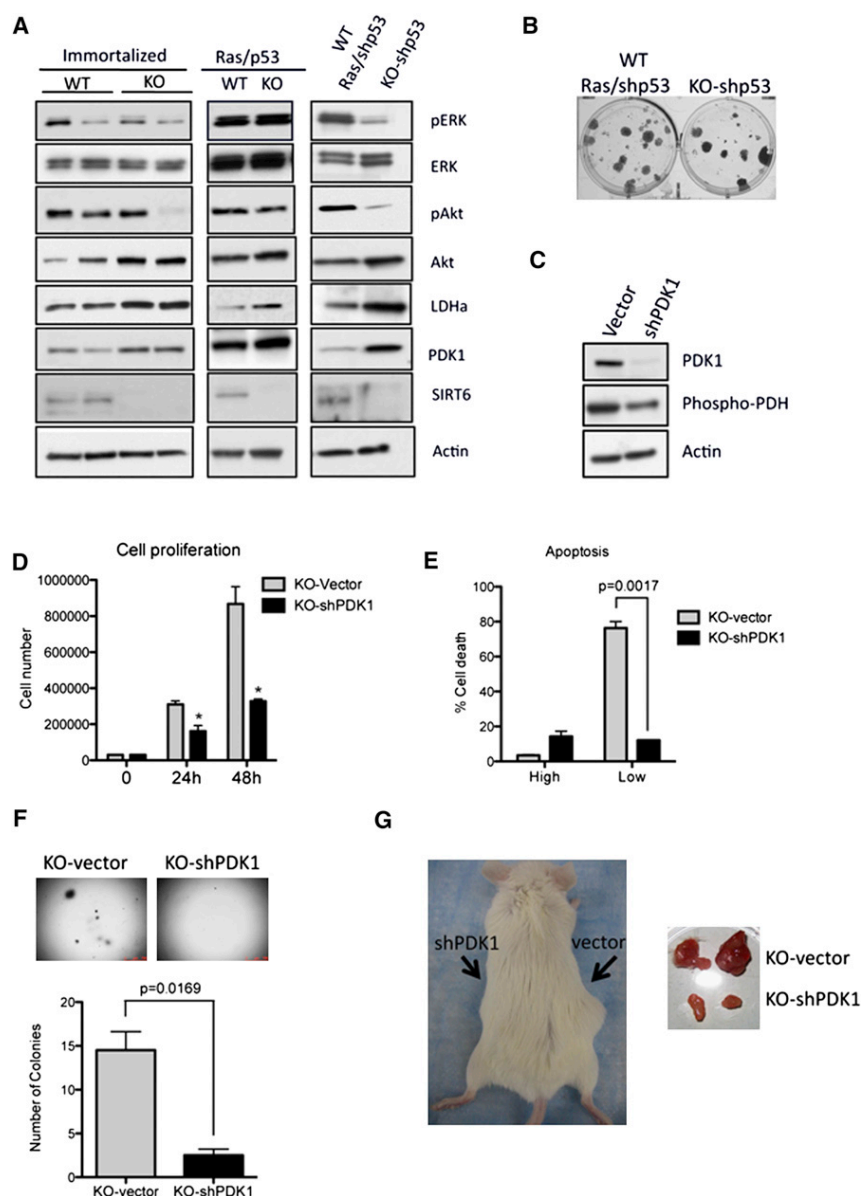 A
Immortalized
WT KO
Ras/p53
WT KO
WT
Ras/shp53
KO-shp53
pERK
ERK
pAkt
Akt
LDHa
PDK1
SIRT6
Actin
B
WT
Ras/shp53 KO-shp53
C
Vector
shPDK1
PDK1
Phospho-PDH
Actin
D
Cell proliferation
Cell number
1000000
800000
600000
400000
200000
0
0 24h 48h
* *
KO-Vector
KO-shPDK1
E
Apoptosis
% Cell death
100
80
60
40
20
0
p=0.0017
High Low
KO-vector
KO-shPDK1
F
KO-vector KO-shPDK1
Number of Colonies
20
15
10
5
0
p=0.0169
KO-vector KO-shPDK1
G
shPDK1 vector
KO-vector
KO-shPDK1